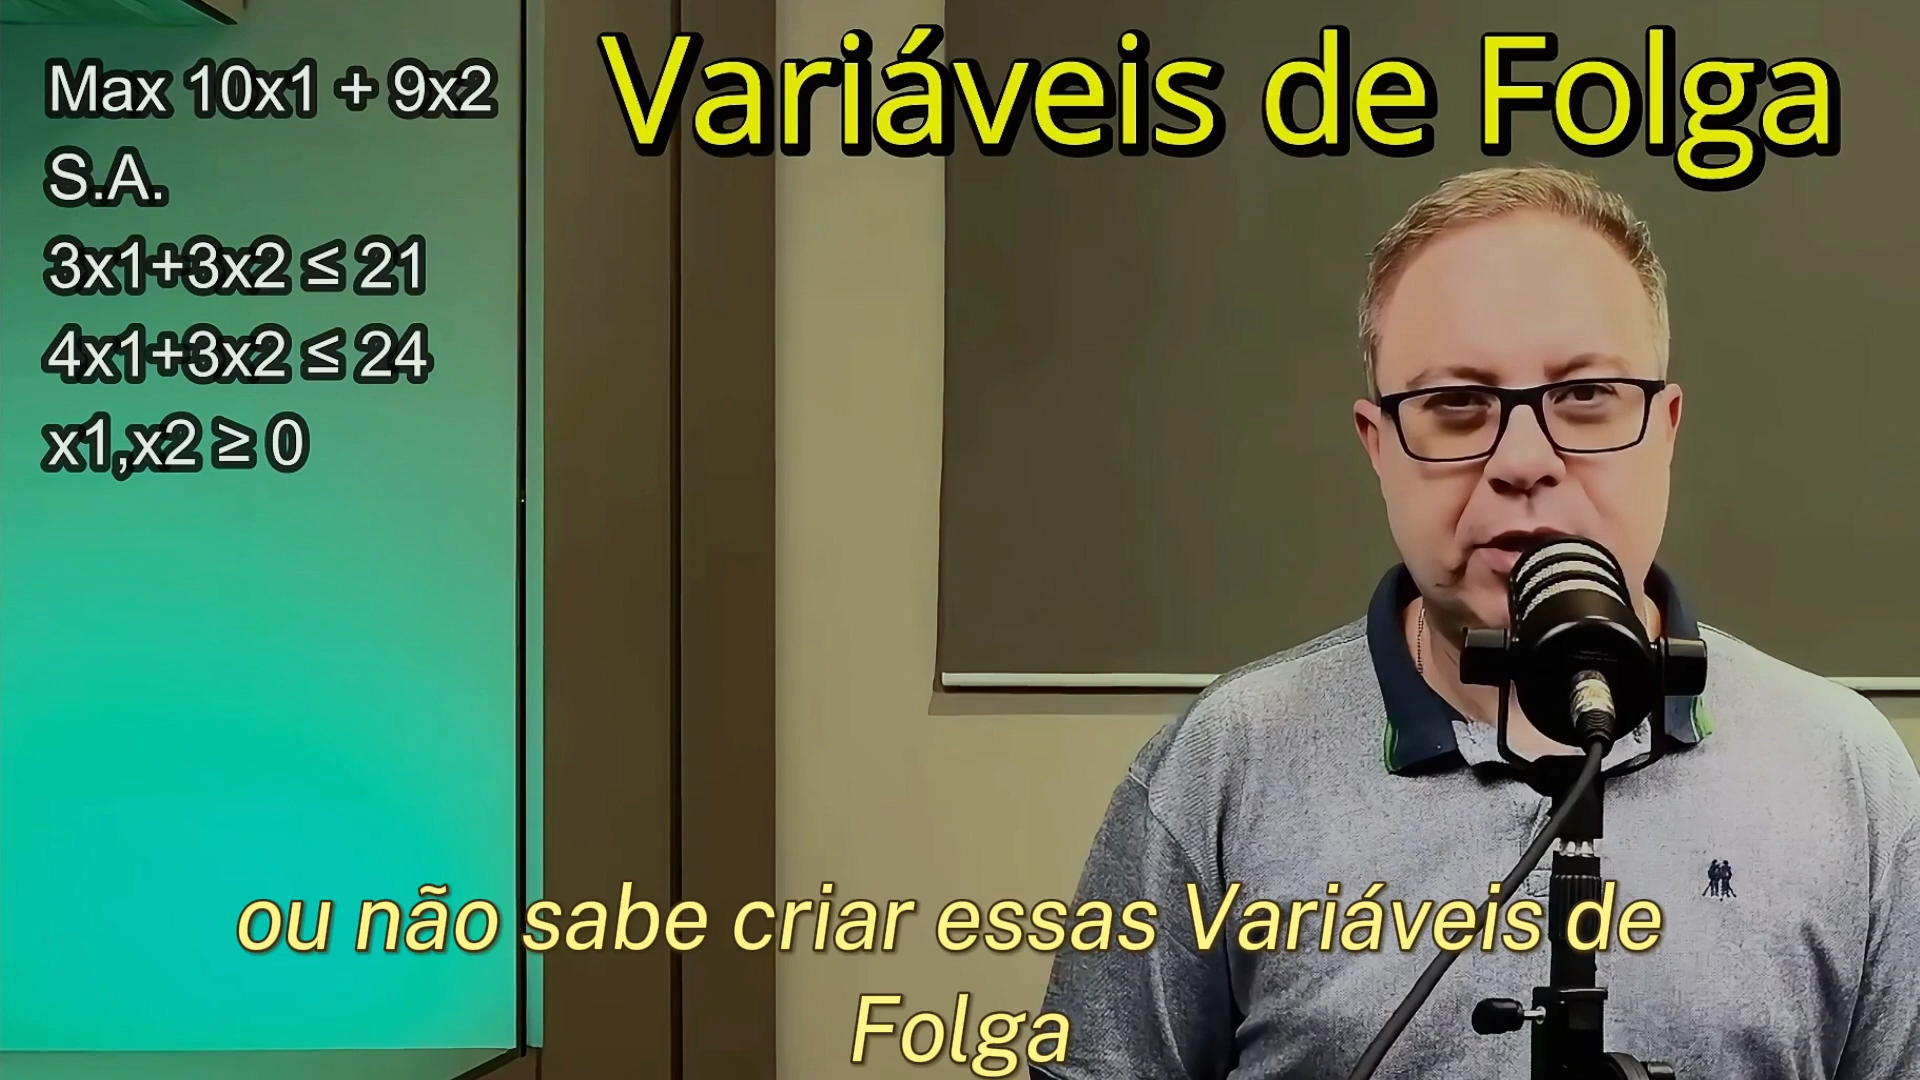 Variáveis de Folga
Max 10x1 + 9x2
S.A.
3x1+3x2 ≤ 21
4x1+3x2 ≤ 24
x1,x2 ≥ 0
ou não sabe criar essas Variáveis de
Folga